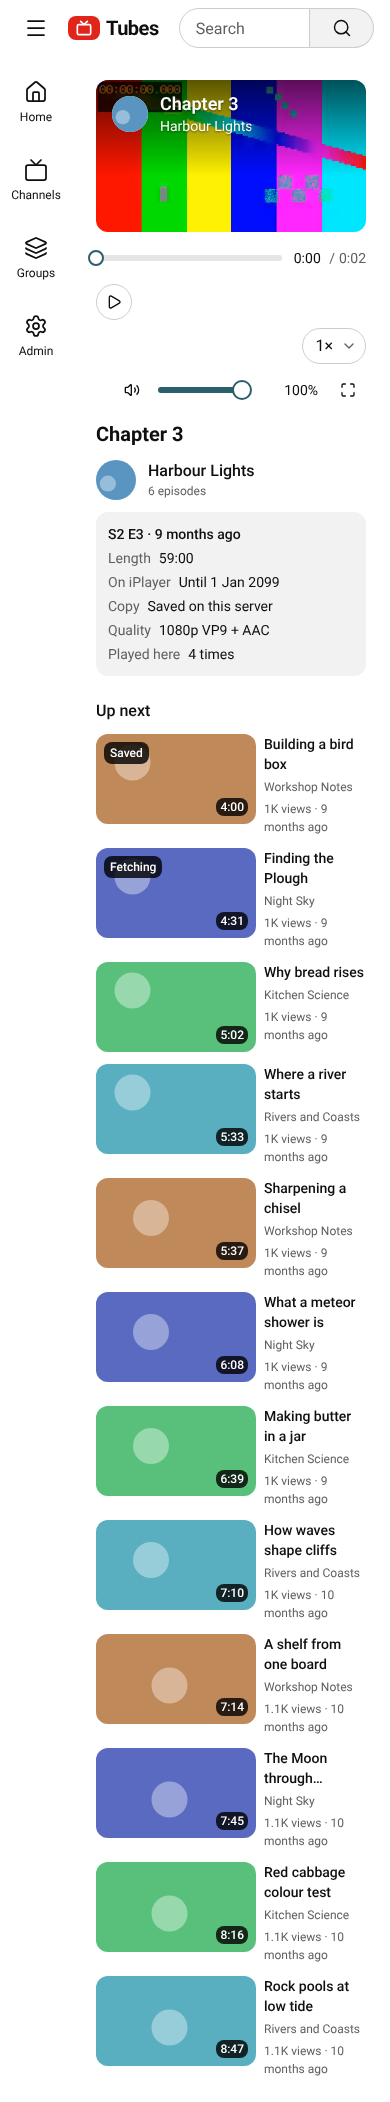 Tubes
Search
Home
Channels
Groups
Admin
00:00:00.000
Chapter 3
Harbour Lights
0:00 / 0:02
1×
100%
Chapter 3
Harbour Lights
6 episodes
S2 E3 · 9 months ago
Length 59:00
On iPlayer Until 1 Jan 2099
Copy Saved on this server
Quality 1080p VP9 + AAC
Played here 4 times
Up next
Saved
4:00
Building a bird
box
Workshop Notes
1K views · 9
months ago
Fetching
4:31
Finding the
Plough
Night Sky
1K views · 9
months ago
5:02
Why bread rises
Kitchen Science
1K views · 9
months ago
5:33
Where a river
starts
Rivers and Coasts
1K views · 9
months ago
5:37
Sharpening a
chisel
Workshop Notes
1K views · 9
months ago
6:08
What a meteor
shower is
Night Sky
1K views · 9
months ago
6:39
Making butter
in a jar
Kitchen Science
1K views · 9
months ago
7:10
How waves
shape cliffs
Rivers and Coasts
1K views · 10
months ago
7:14
A shelf from
one board
Workshop Notes
1.1K views · 10
months ago
7:45
The Moon
through...
Night Sky
1.1K views · 10
months ago
8:16
Red cabbage
colour test
Kitchen Science
1.1K views · 10
months ago
8:47
Rock pools at
low tide
Rivers and Coasts
1.1K views · 10
months ago